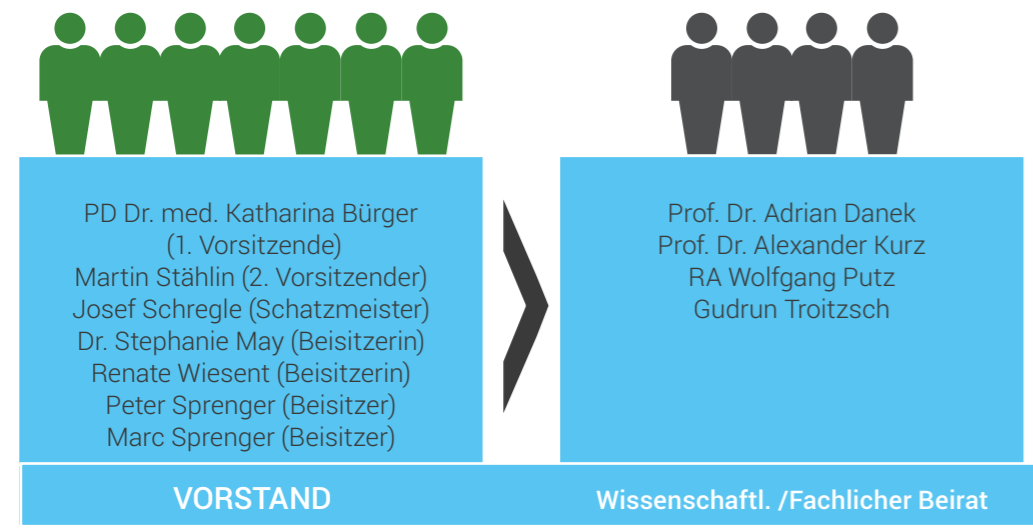 PD Dr. med. Katharina Bürger
(1. Vorsitzende)
Martin Stählin (2. Vorsitzender)
Josef Schregle (Schatzmeister)
Dr. Stephanie May (Beisitzerin)
Renate Wiesent (Beisitzerin)
Peter Sprenger (Beisitzer)
Marc Sprenger (Beisitzer)
VORSTAND
Prof. Dr. Adrian Danek
Prof. Dr. Alexander Kurz
RA Wolfgang Putz
Gudrun Troitzsch
Wissenschaftl. /Fachlicher Beirat